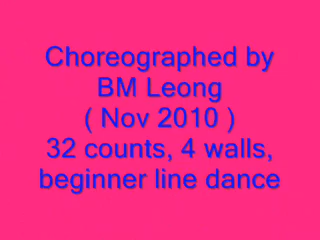 Choreographed by
BM Leong
( Nov 2010 )
32 counts, 4 walls,
beginner line dance